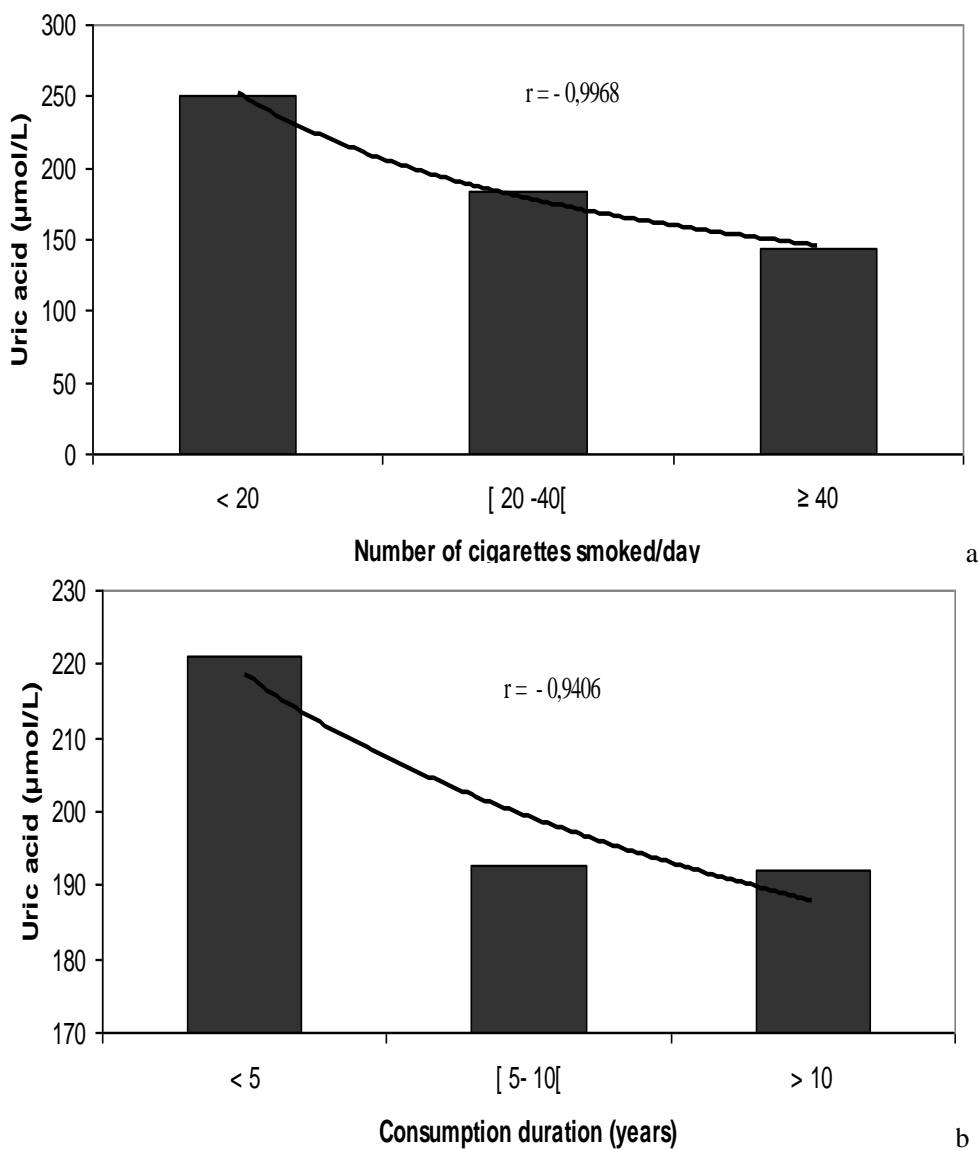 300
250
200
150
100
50
0
Uric acid (µmol/L)
r = - 0,9968
< 20 [ 20 -40[ ≥ 40
Number of cigarettes smoked/day
a
230
220
210
200
190
180
170
Uric acid (µmol/L)
r = - 0,9406
< 5 [ 5- 10[ > 10
Consumption duration (years)
b